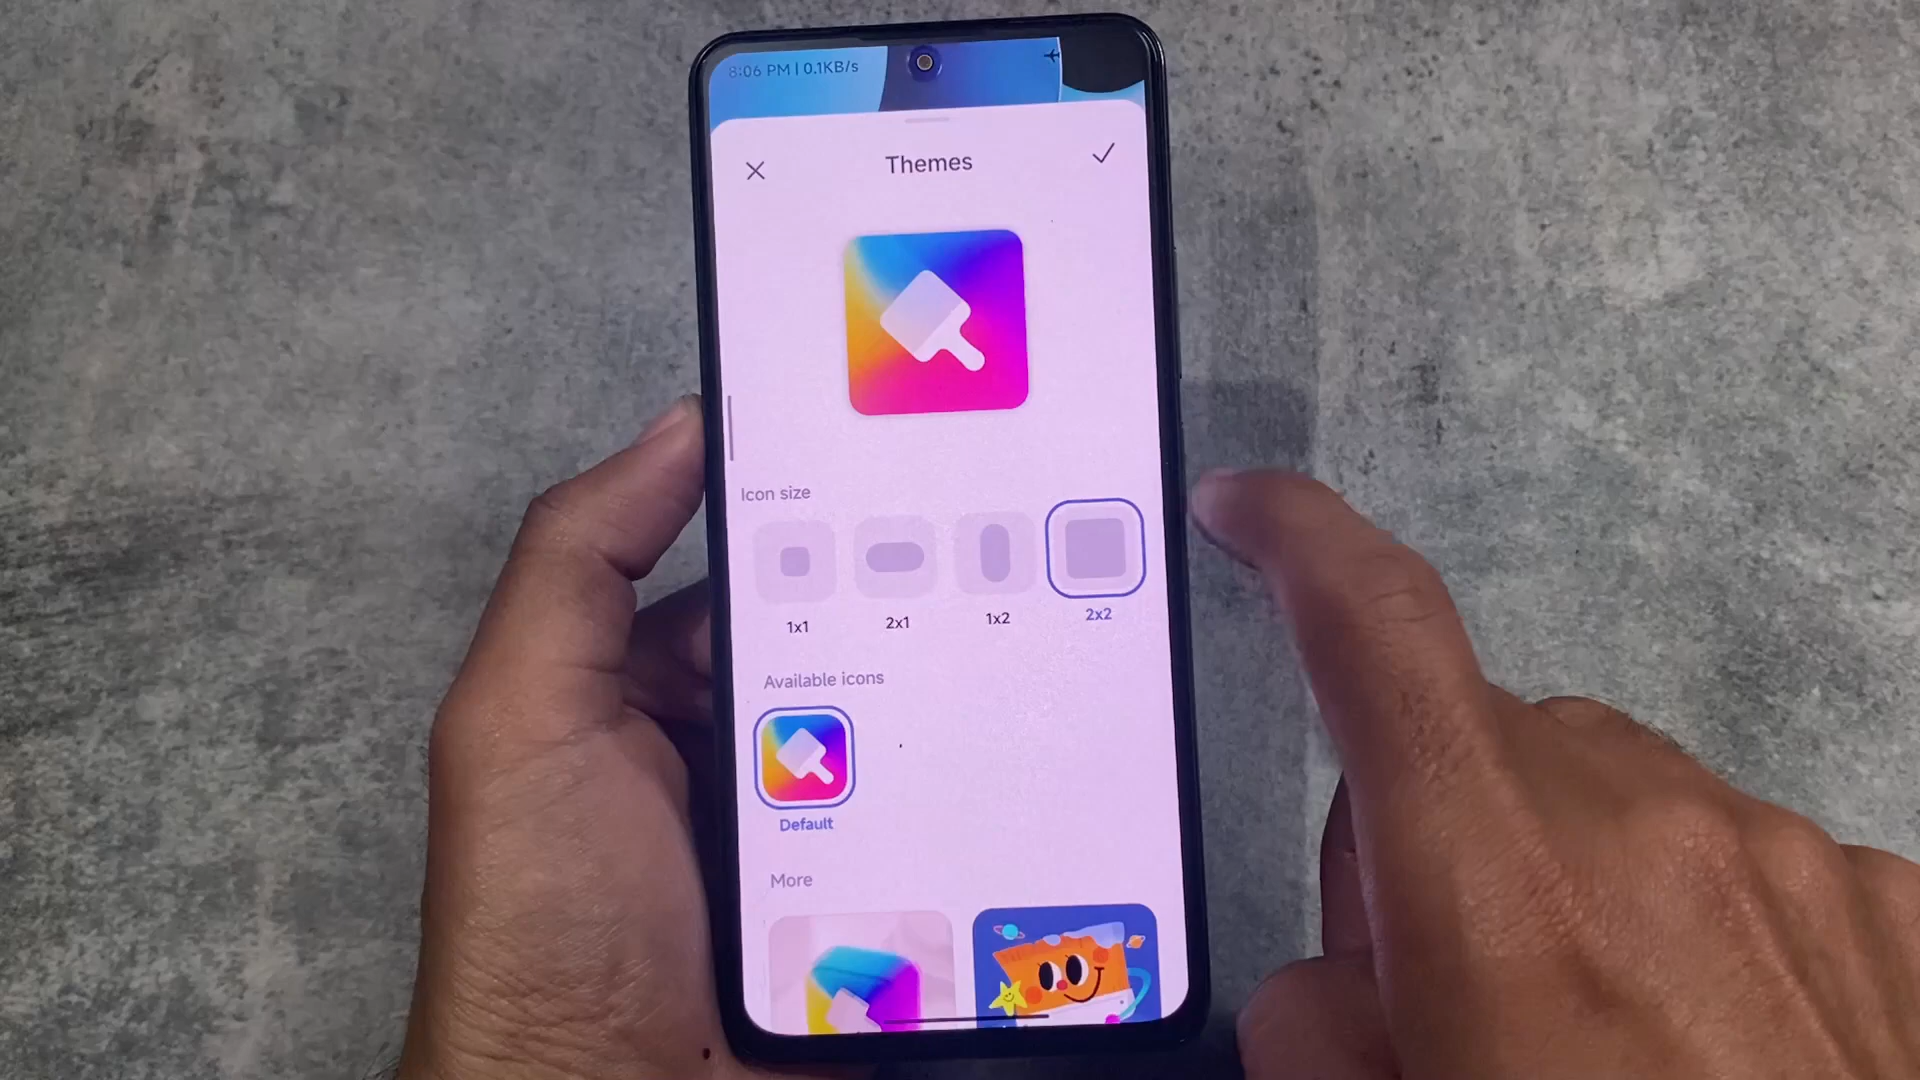 8:06 PM | 0.1KB/s
Themes
Icon size
1x1
2x1
1x2
2x2
Available icons
Default
More